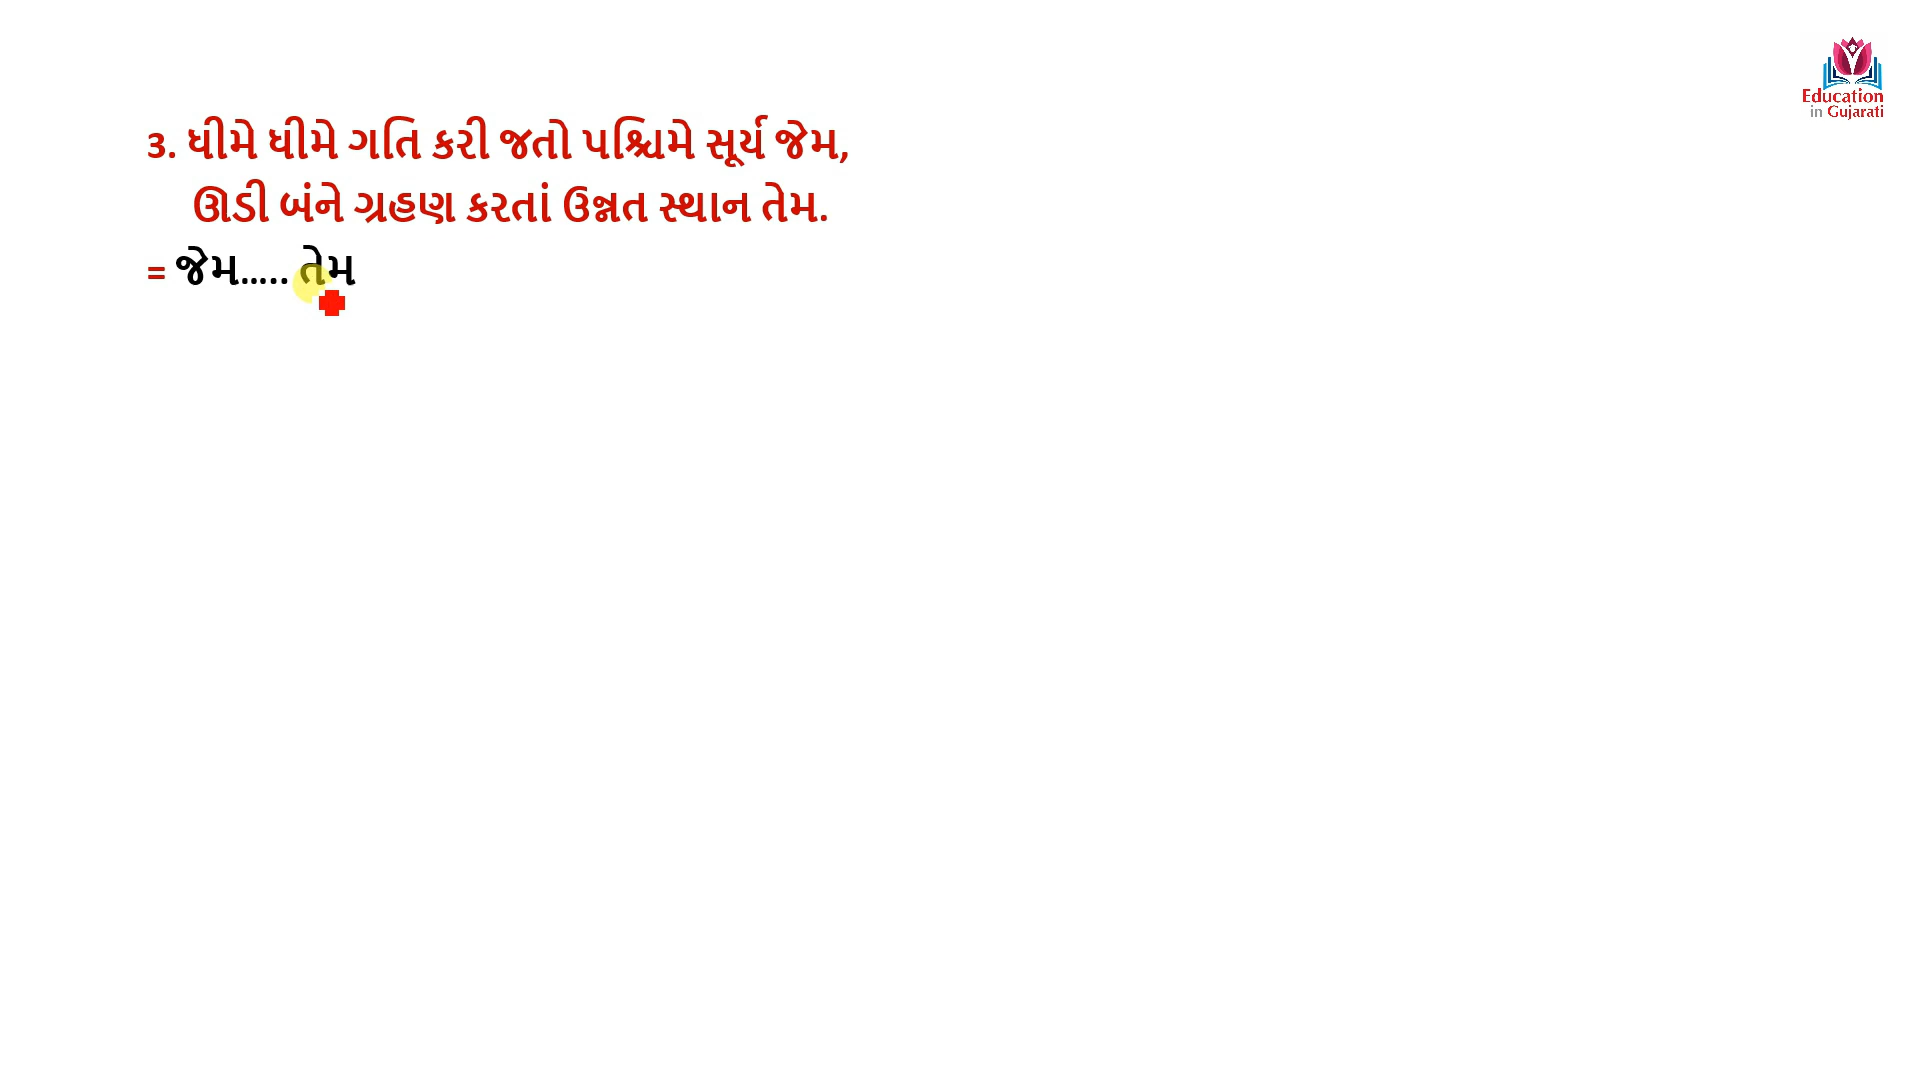 3. ધીમે ધીમે ગતિ કરી જતો પશ્ચિમે સૂર્ય જેમ,
ઊડી બંને ગ્રહણ કરતાં ઉન્નત સ્થાન તેમ.
= જેમ..... તેમ
Education
in Gujarati